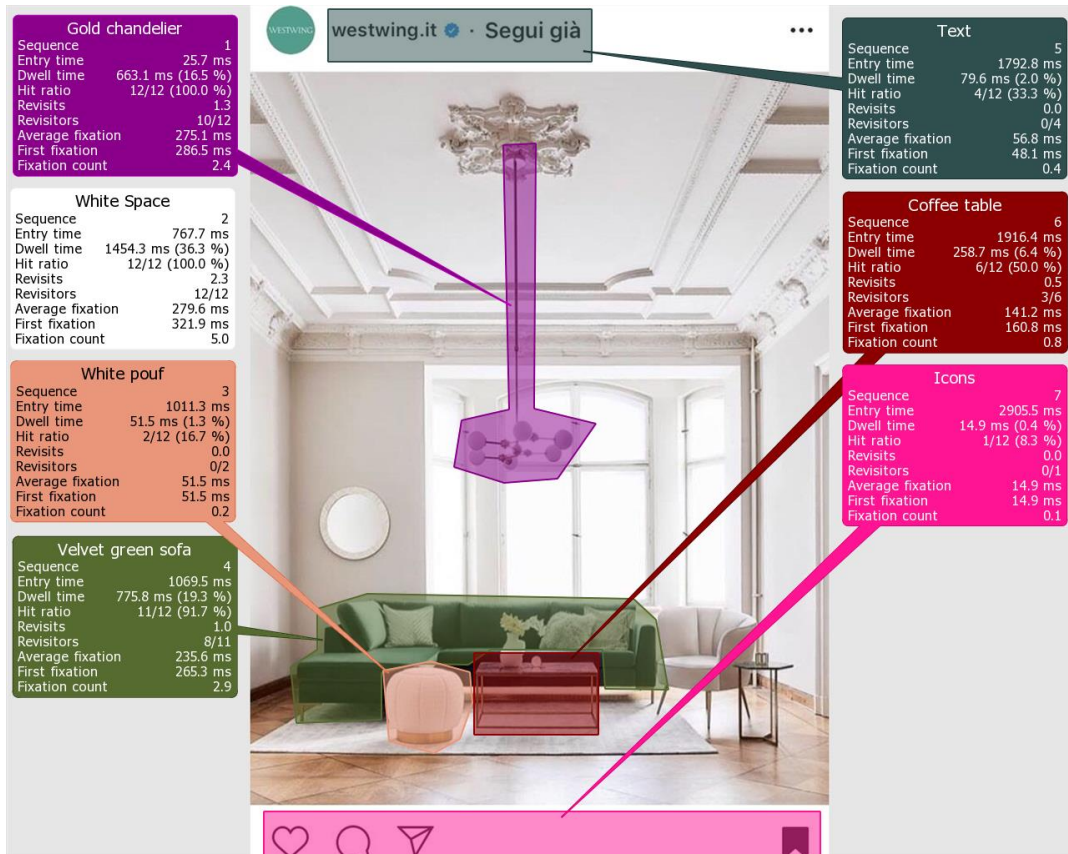 WESTWING
westwing.it · Segui già
Gold chandelier
Sequence 1
Entry time 25.7 ms
Dwell time 663.1 ms (16.5 %)
Hit ratio 12/12 (100.0 %)
Revisits 1.3
Revisitors 10/12
Average fixation 275.1 ms
First fixation 286.5 ms
Fixation count 2.4
White Space
Sequence 2
Entry time 767.7 ms
Dwell time 1454.3 ms (36.3 %)
Hit ratio 12/12 (100.0 %)
Revisits 2.3
Revisitors 12/12
Average fixation 279.6 ms
First fixation 321.9 ms
Fixation count 5.0
White pouf
Sequence 3
Entry time 1011.3 ms
Dwell time 51.5 ms (1.3 %)
Hit ratio 2/12 (16.7 %)
Revisits 0.0
Revisitors 0/2
Average fixation 51.5 ms
First fixation 51.5 ms
Fixation count 0.2
Velvet green sofa
Sequence 4
Entry time 1069.5 ms
Dwell time 775.8 ms (19.3 %)
Hit ratio 11/12 (91.7 %)
Revisits 1.0
Revisitors 8/11
Average fixation 235.6 ms
First fixation 265.3 ms
Fixation count 2.9
Text
Sequence 5
Entry time 1792.8 ms
Dwell time 79.6 ms (2.0 %)
Hit ratio 4/12 (33.3 %)
Revisits 0.0
Revisitors 0/4
Average fixation 56.8 ms
First fixation 48.1 ms
Fixation count 0.4
Coffee table
Sequence 6
Entry time 1916.4 ms
Dwell time 258.7 ms (6.4 %)
Hit ratio 6/12 (50.0 %)
Revisits 0.5
Revisitors 3/6
Average fixation 141.2 ms
First fixation 160.8 ms
Fixation count 0.8
Icons
Sequence 7
Entry time 2905.5 ms
Dwell time 14.9 ms (0.4 %)
Hit ratio 1/12 (8.3 %)
Revisits 0.0
Revisitors 0/1
Average fixation 14.9 ms
First fixation 14.9 ms
Fixation count 0.1